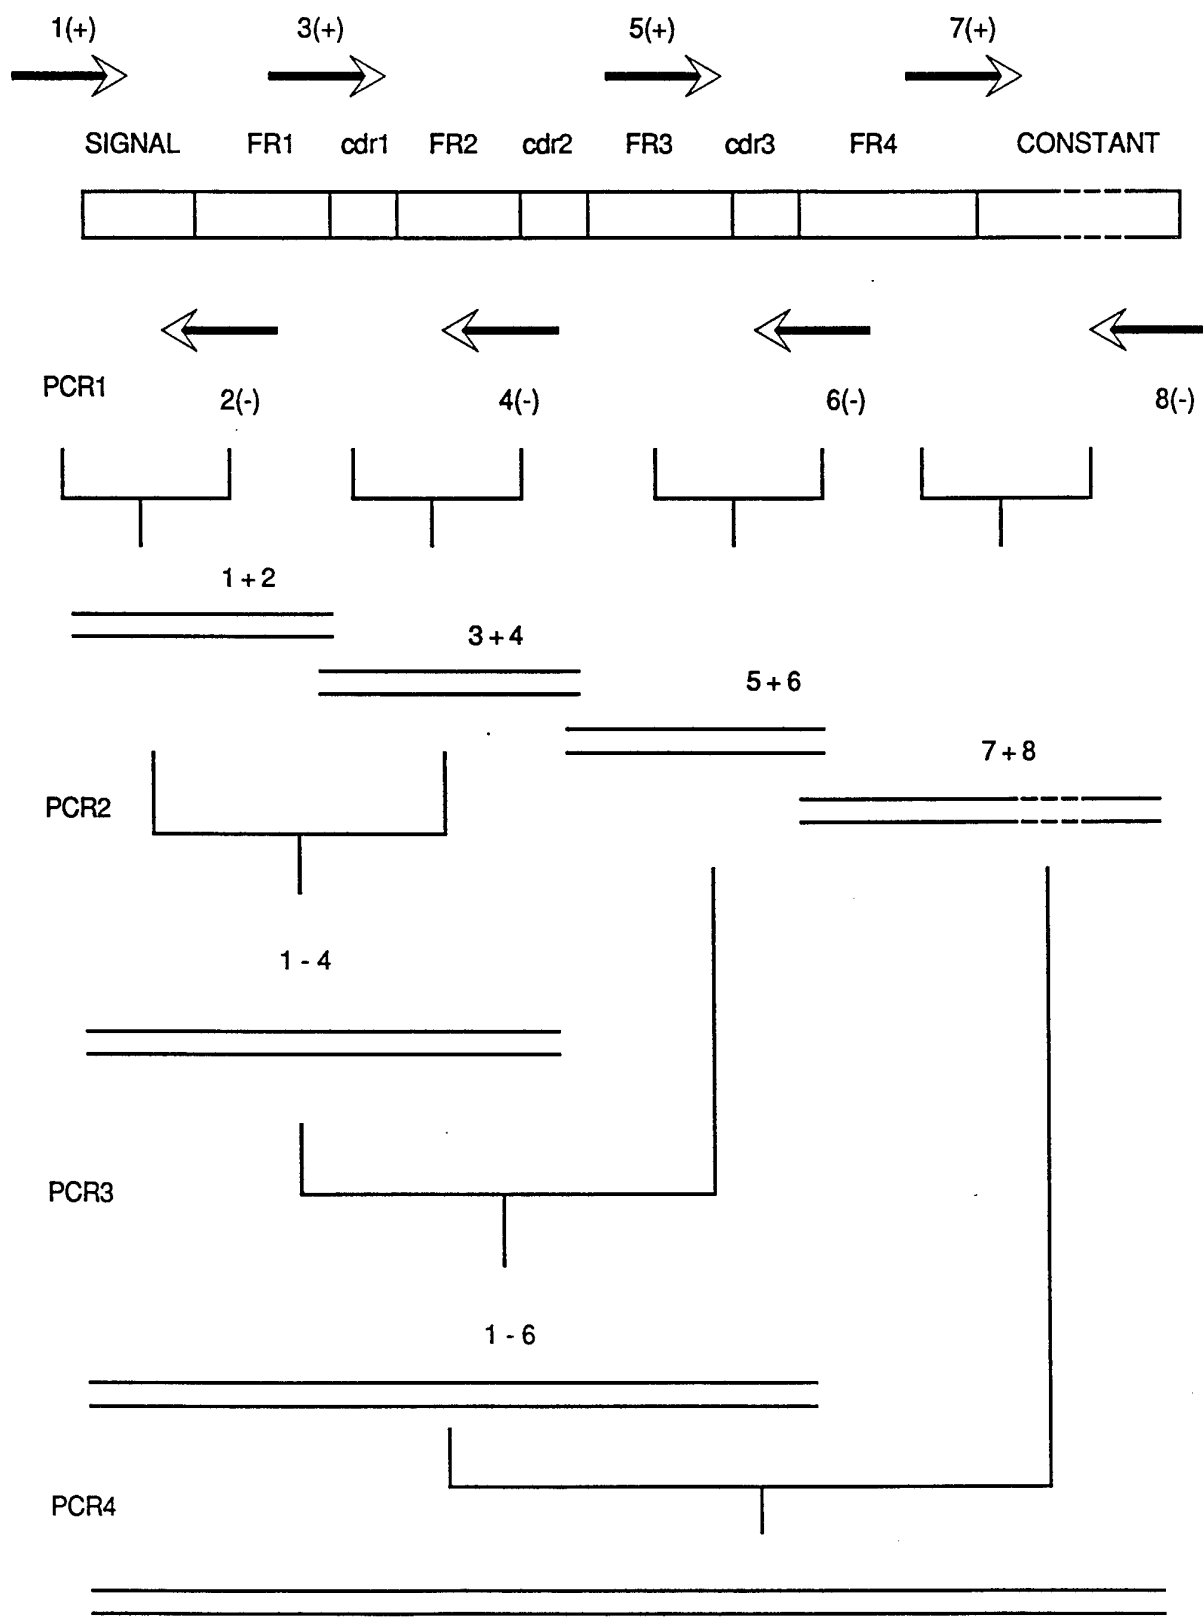 1(+) 3(+) 5(+) 7(+)
SIGNAL FR1 cdr1 FR2 cdr2 FR3 cdr3 FR4 CONSTANT
PCR1
2(-) 4(-) 6(-) 8(-)
1 + 2
3 + 4
5 + 6
7 + 8
PCR2
1 - 4
PCR3
1 - 6
PCR4